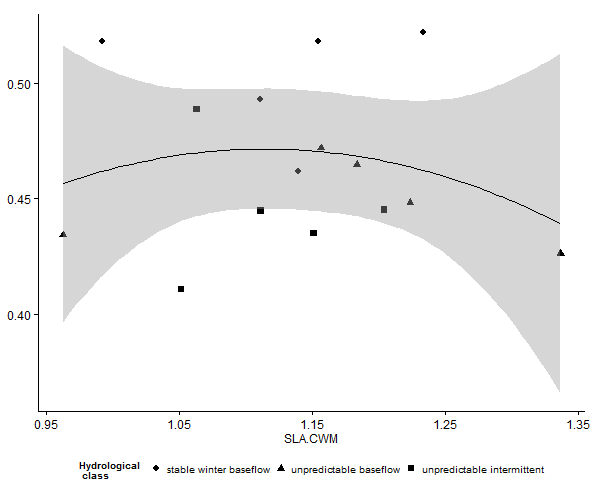 0.50
0.45
0.40
0.95 1.05 1.15 1.25 1.35
SLA.CWM
Hydrological
class
stable winter baseflow unpredictable baseflow unpredictable intermittent